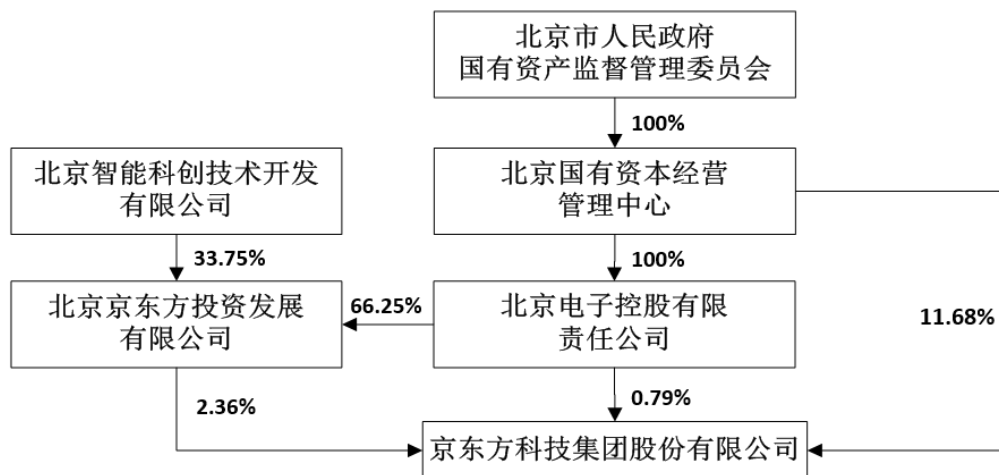 北京市人民政府
国有资产监督管理委员会
100%
北京智能科创技术开发
有限公司
北京国有资本经营
管理中心
33.75%
100%
北京京东方投资发展
有限公司
66.25%
北京电子控股有限
责任公司
11.68%
2.36%
0.79%
京东方科技集团股份有限公司